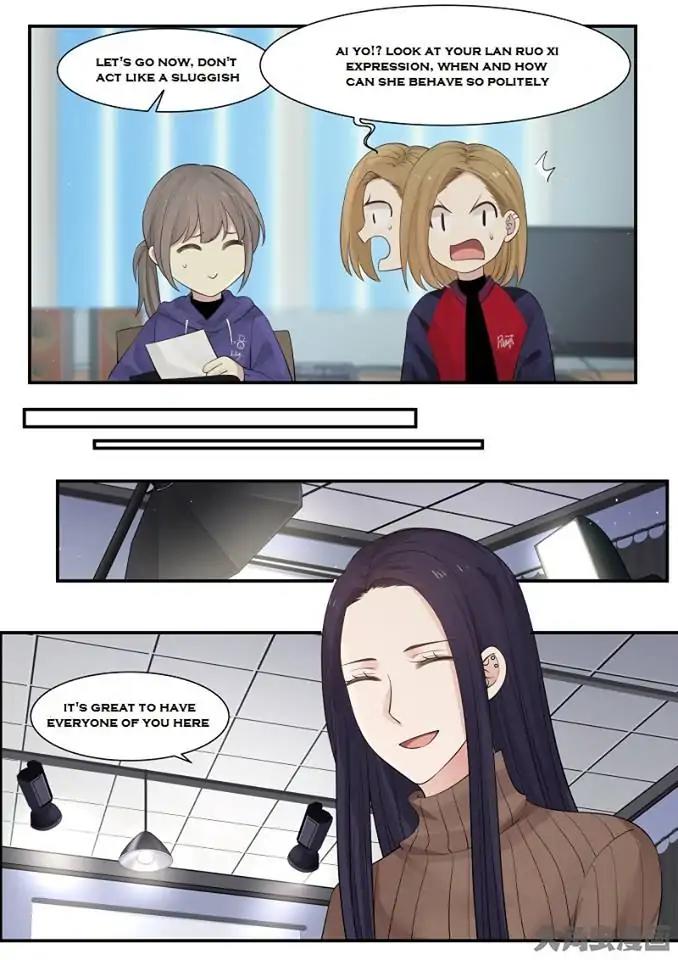 LET'S GO NOW, DON'T
ACT LIKE A SLUGGISH
AI YO!? LOOK AT YOUR LAN RUO XI
EXPRESSION, WHEN AND HOW
CAN SHE BEHAVE SO POLITELY
IT'S GREAT TO HAVE
EVERYONE OF YOU HERE